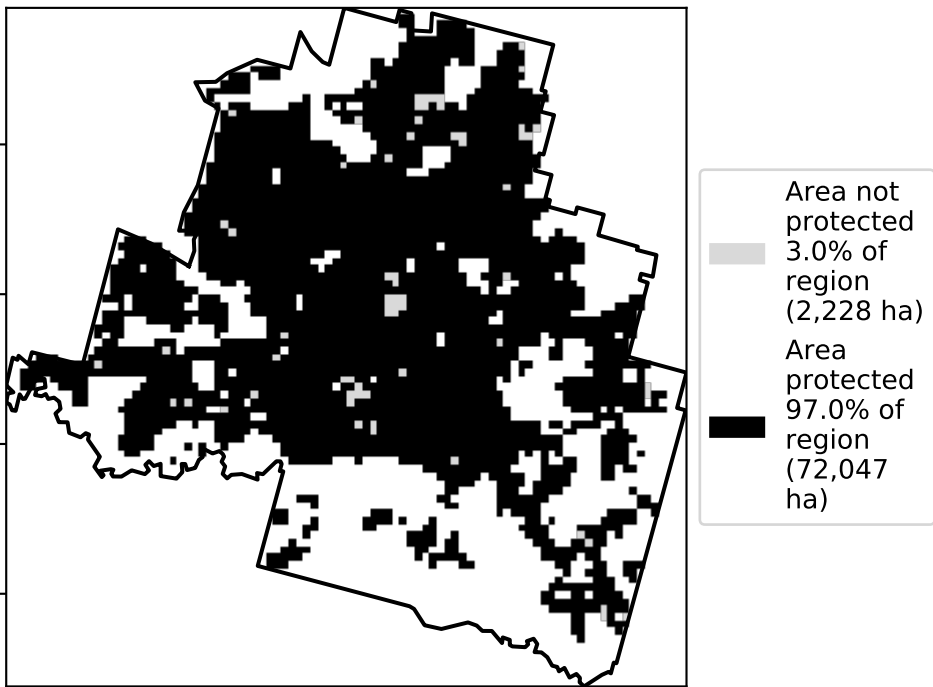 Area not
protected
3.0% of
region
(2,228 ha)
Area
protected
97.0% of
region
(72,047
ha)